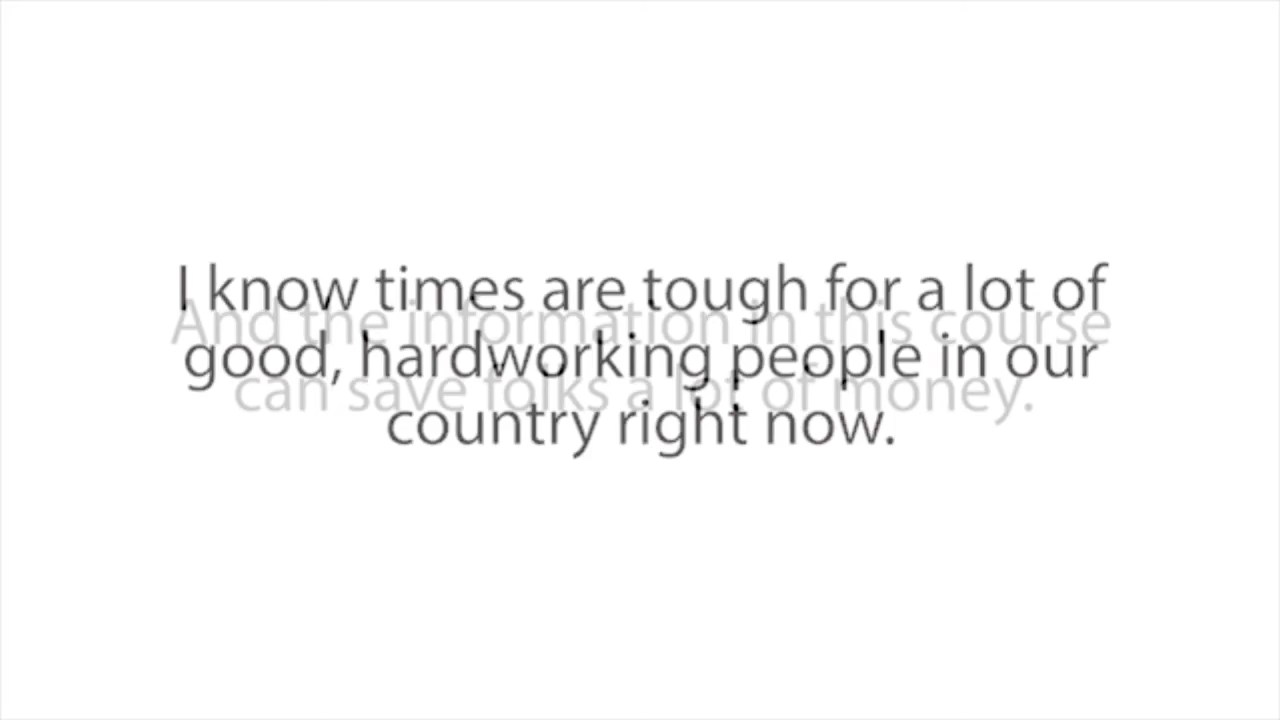 I know times are tough for a lot of
good, hardworking people in our
country right now.
And the information in this course
can save folks a lot of money.